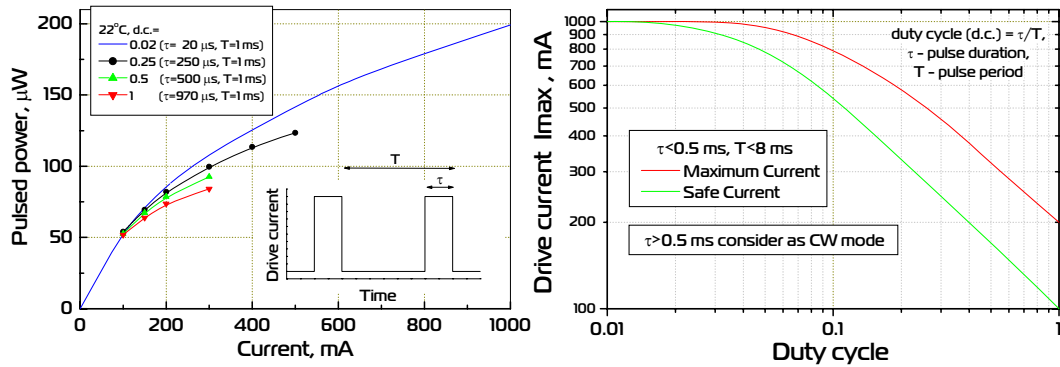 22°C, d.c.=
0.02 (τ= 20 µs, T=1 ms)
0.25 (τ=250 µs, T=1 ms)
0.5 (τ=500 µs, T=1 ms)
1 (τ=970 µs, T=1 ms)
200
150
100
50
0
Pulsed power, µW
0
200
400
600
800
1000
Current, mA
T
τ
Drive current
Time
1000
900
800
700
600
500
400
300
200
100
Drive current Imax, mA
duty cycle (d.c.) = τ/T,
τ - pulse duration,
T - pulse period
τ<0.5 ms, T<8 ms
Maximum Current
Safe Current
τ>0.5 ms consider as CW mode
0.01
0.1
1
Duty cycle